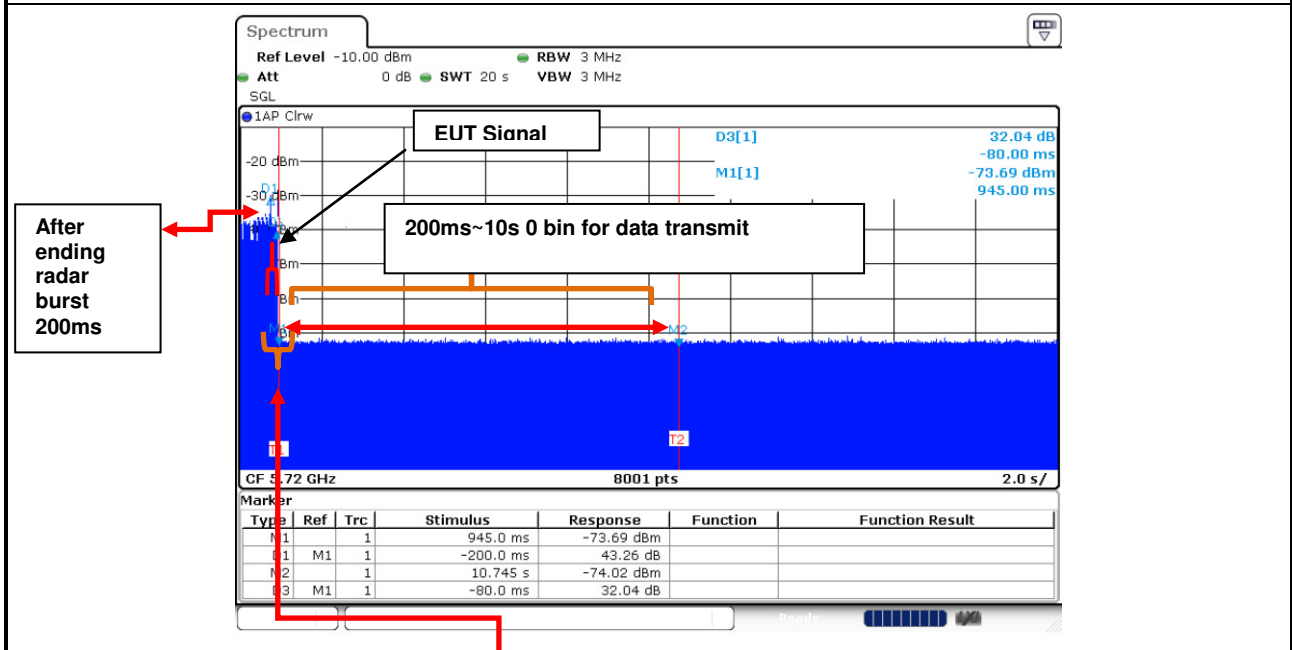 Spectrum
Ref Level -10.00 dBm RBW 3 MHz
Att 0 dB SWT 20 s VBW 3 MHz
SGL
1AP Clrw
EUT Signal
D3[1] 32.04 dB
-80.00 ms
M1[1] -73.69 dBm
945.00 ms
-20 dBm
-30 dBm
D1
200ms~10s 0 bin for data transmit
After
ending
radar
burst
200ms
M2
T2
CF 5.72 GHz 8001 pts 2.0 s/
Marker
Type Ref Trc Stimulus Response Function Function Result
M1 1 945.0 ms -73.69 dBm
D1 M1 1 -200.0 ms 43.26 dB
M2 1 10.745 s -74.02 dBm
D3 M1 1 -80.0 ms 32.04 dB
Ready